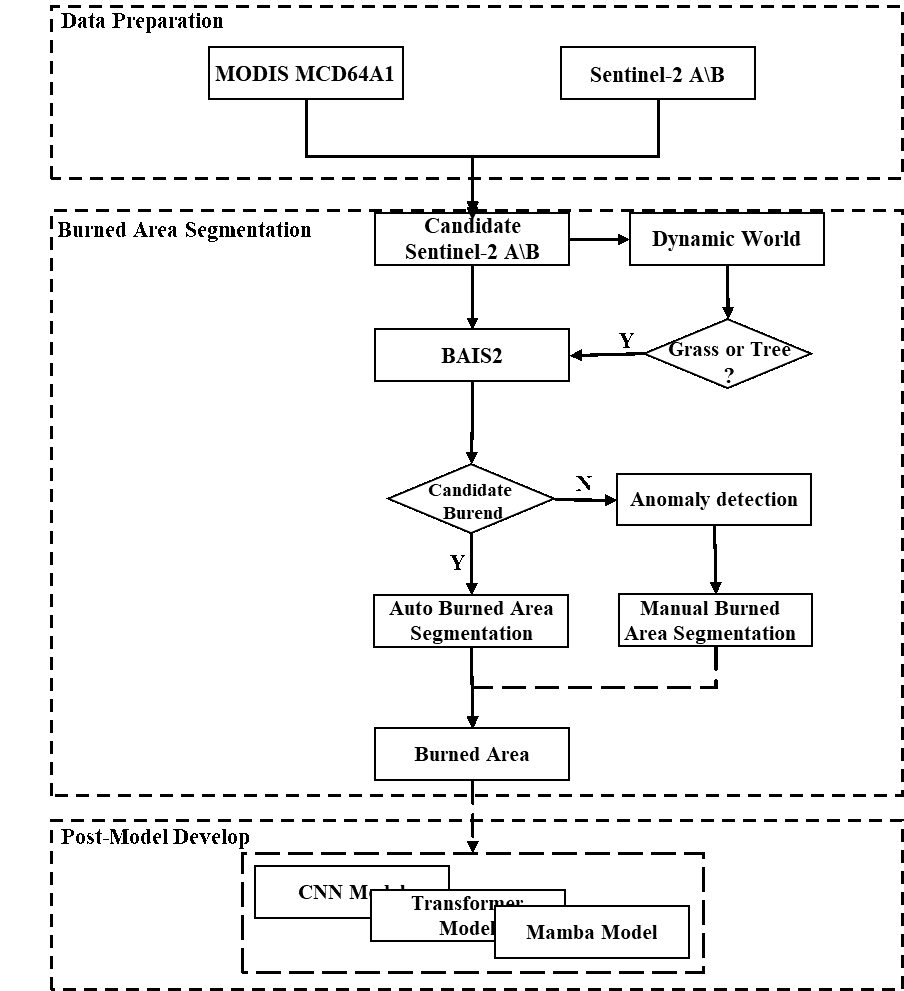 Data Preparation
MODIS MCD64A1
Sentinel-2 A\B
Burned Area Segmentation
Candidate
Sentinel-2 A\B
Dynamic World
BAIS2
Y
Grass or Tree
?
Candidate
Burend
N
Anomaly detection
Y
Auto Burned Area
Segmentation
Manual Burned
Area Segmentation
Burned Area
Post-Model Develop
CNN Model
Transformer
Model
Mamba Model